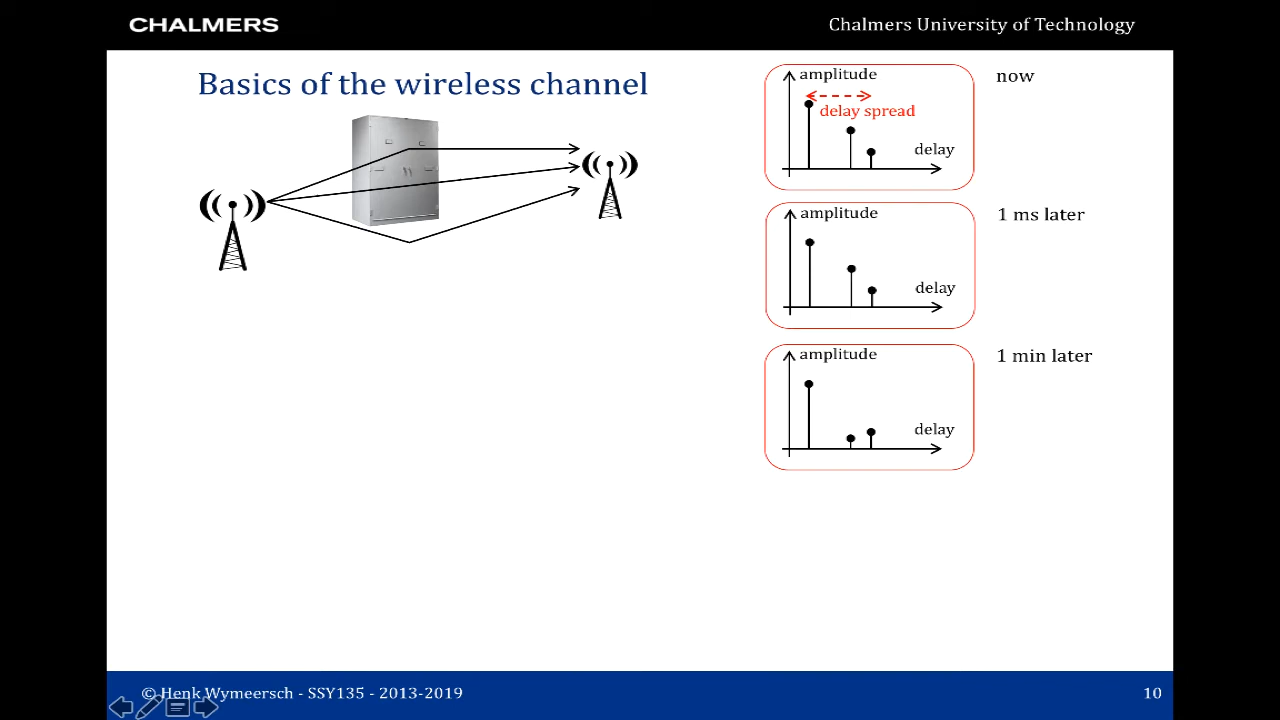 CHALMERS
Chalmers University of Technology
Basics of the wireless channel
amplitude
delay spread
delay
now
amplitude
delay
1 ms later
amplitude
delay
1 min later
© Henk Wymeersch - SSY135 - 2013-2019
10